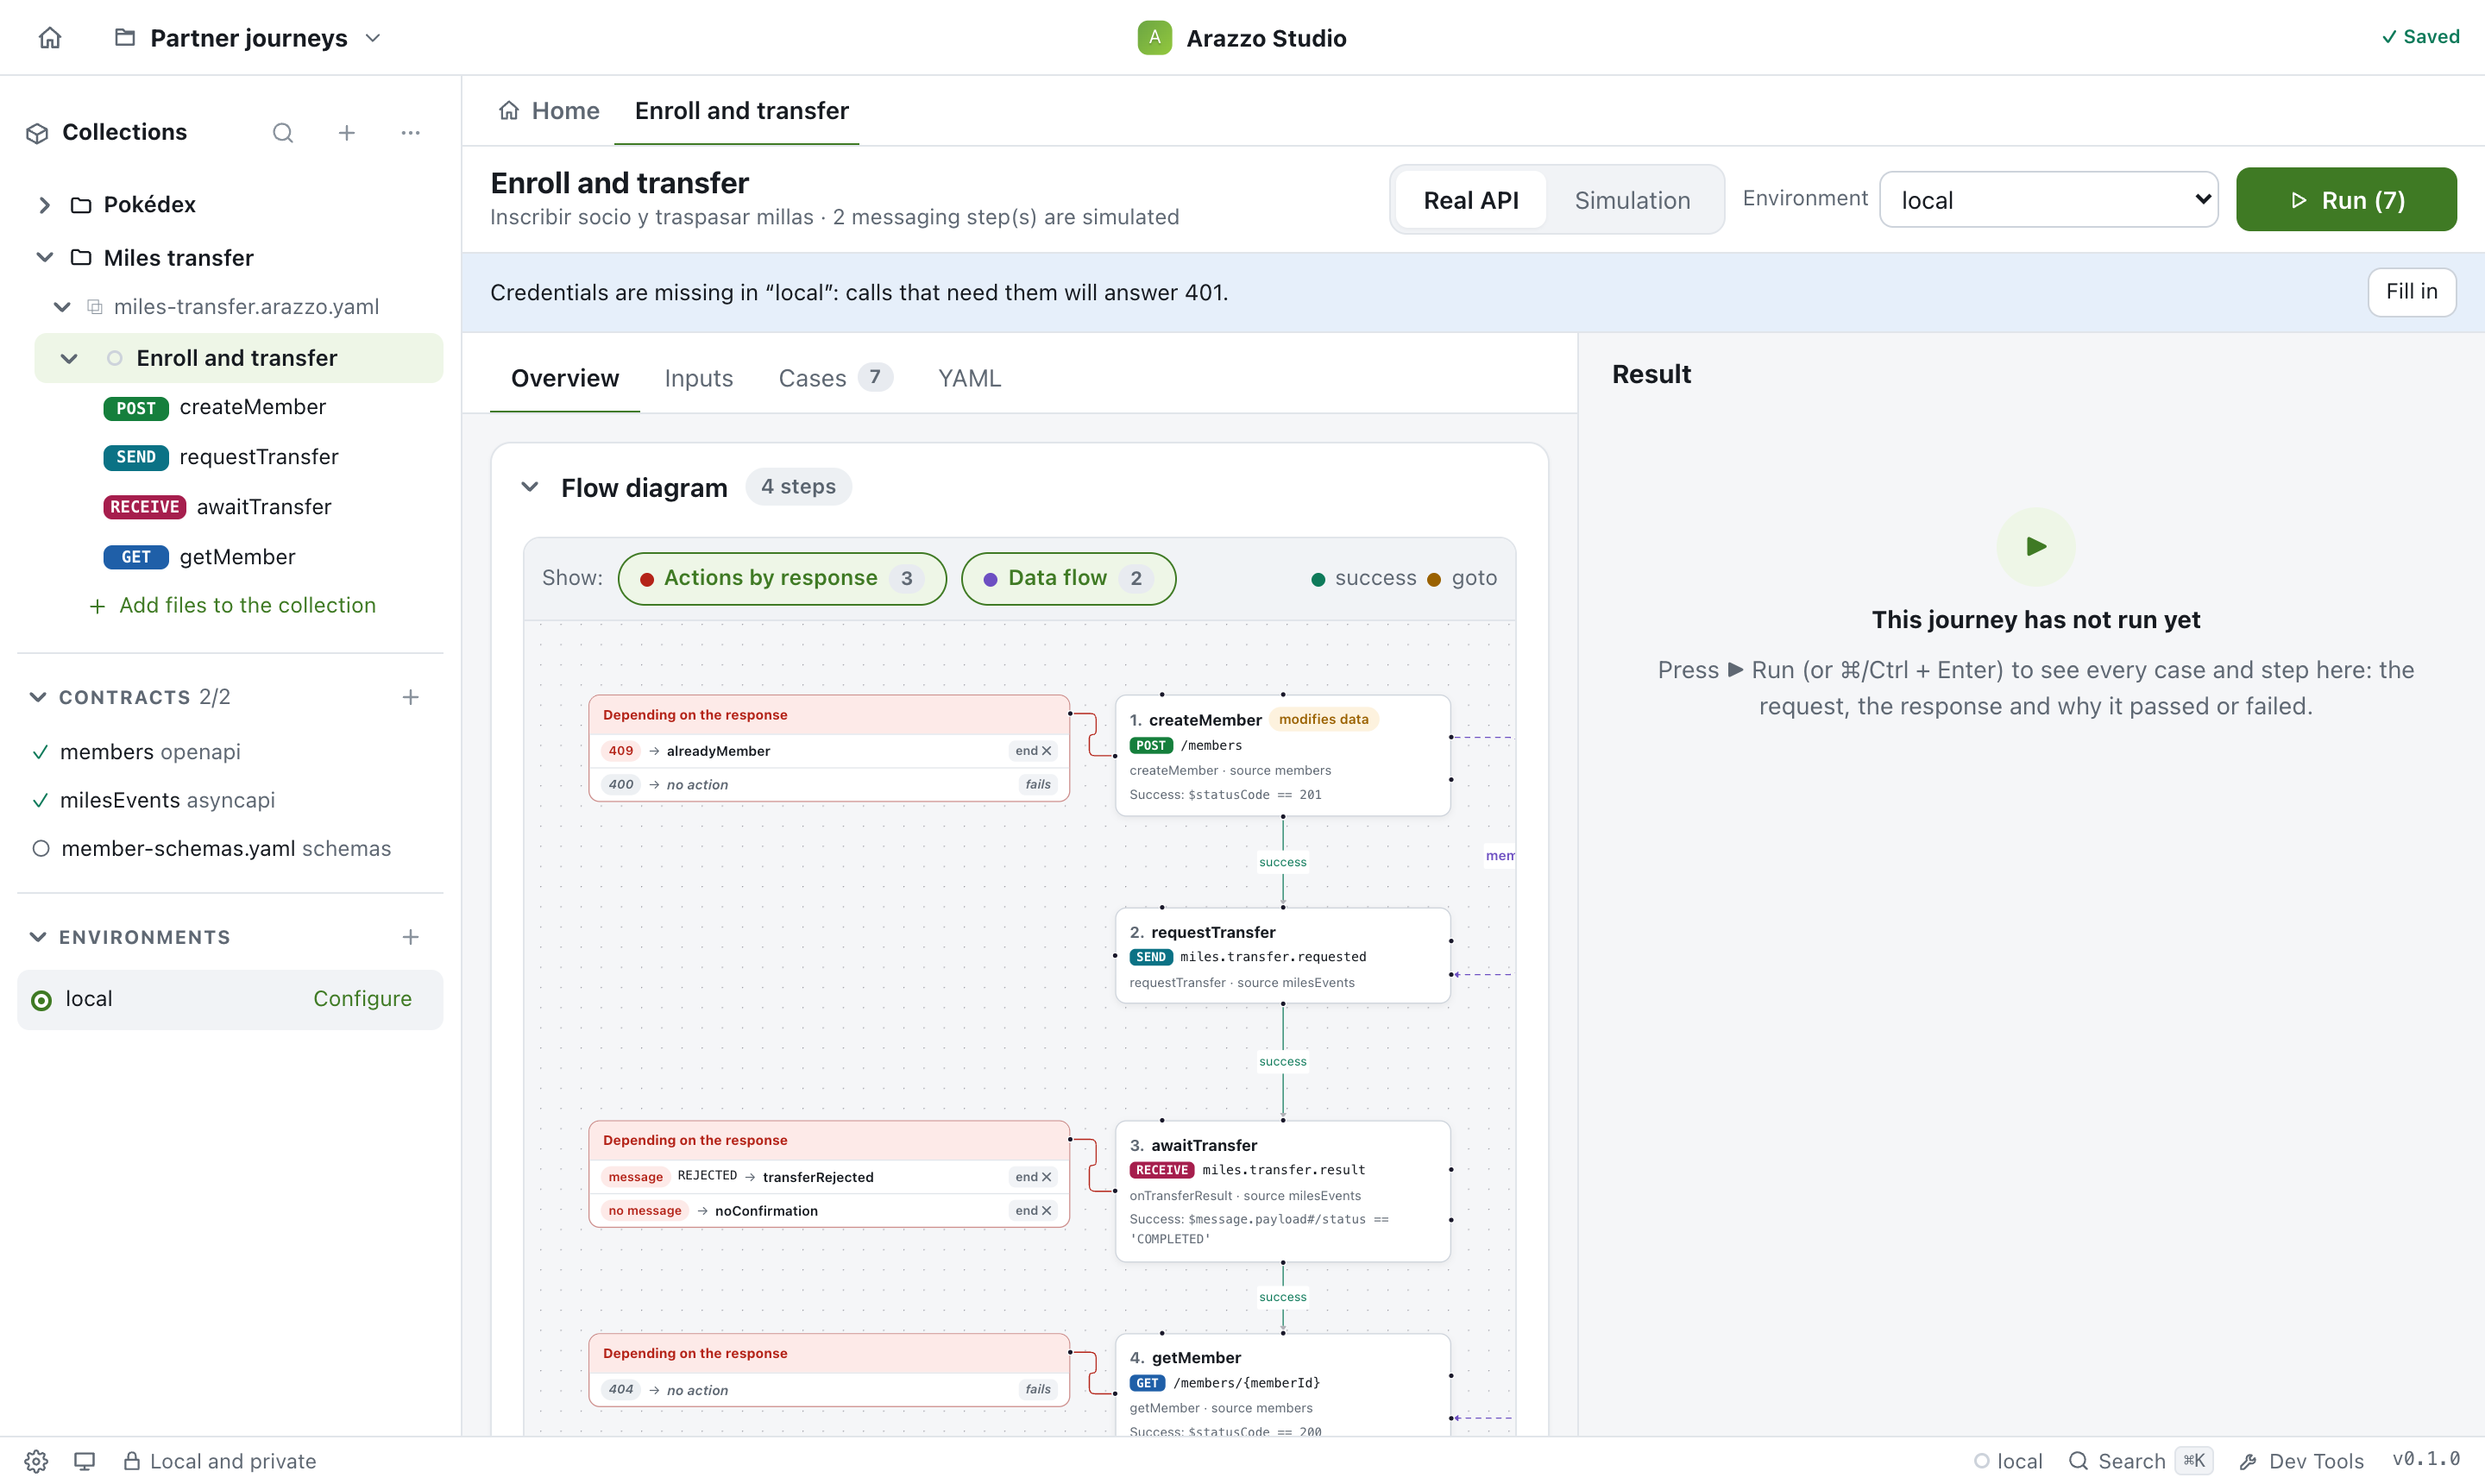 Partner journeys
A Arazzo Studio
Saved
Collections
Pokédex
Miles transfer
miles-transfer.arazzo.yaml
Enroll and transfer
POST createMember
SEND requestTransfer
RECEIVE awaitTransfer
GET getMember
+ Add files to the collection
CONTRACTS 2/2
members openapi
milesEvents asyncapi
member-schemas.yaml schemas
ENVIRONMENTS
local Configure
Home Enroll and transfer
Enroll and transfer
Inscribir socio y traspasar millas · 2 messaging step(s) are simulated
Real API Simulation
Environment local
Run (7)
Credentials are missing in “local”: calls that need them will answer 401.
Fill in
Overview Inputs Cases 7 YAML
Flow diagram 4 steps
Show: Actions by response 3 Data flow 2 success goto
Depending on the response
409 → alreadyMember end ✕
400 → no action fails
1. createMember modifies data
POST /members
createMember · source members
Success: $statusCode == 201
success
mem
2. requestTransfer
SEND miles.transfer.requested
requestTransfer · source milesEvents
success
Depending on the response
message REJECTED → transferRejected end ✕
no message → noConfirmation end ✕
3. awaitTransfer
RECEIVE miles.transfer.result
onTransferResult · source milesEvents
Success: $message.payload#/status ==
'COMPLETED'
success
Depending on the response
404 → no action fails
4. getMember
GET /members/{memberId}
getMember · source members
Success: $statusCode == 200
Result
This journey has not run yet
Press ▶ Run (or ⌘/Ctrl + Enter) to see every case and step here: the
request, the response and why it passed or failed.
Local and private
local Search ⌘K Dev Tools v0.1.0